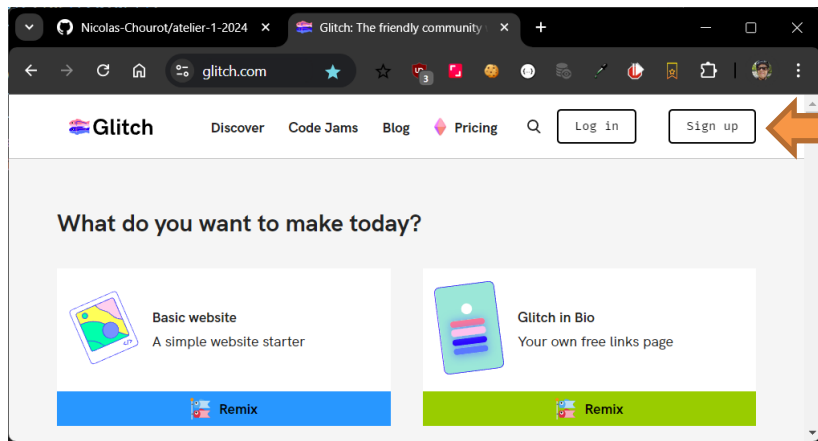 Nicolas-Chourot/atelier-1-2024
Glitch: The friendly community
glitch.com
3
Glitch
Discover
Code Jams
Blog
Pricing
Log in
Sign up
What do you want to make today?
Basic website
A simple website starter
Remix
Glitch in Bio
Your own free links page
Remix